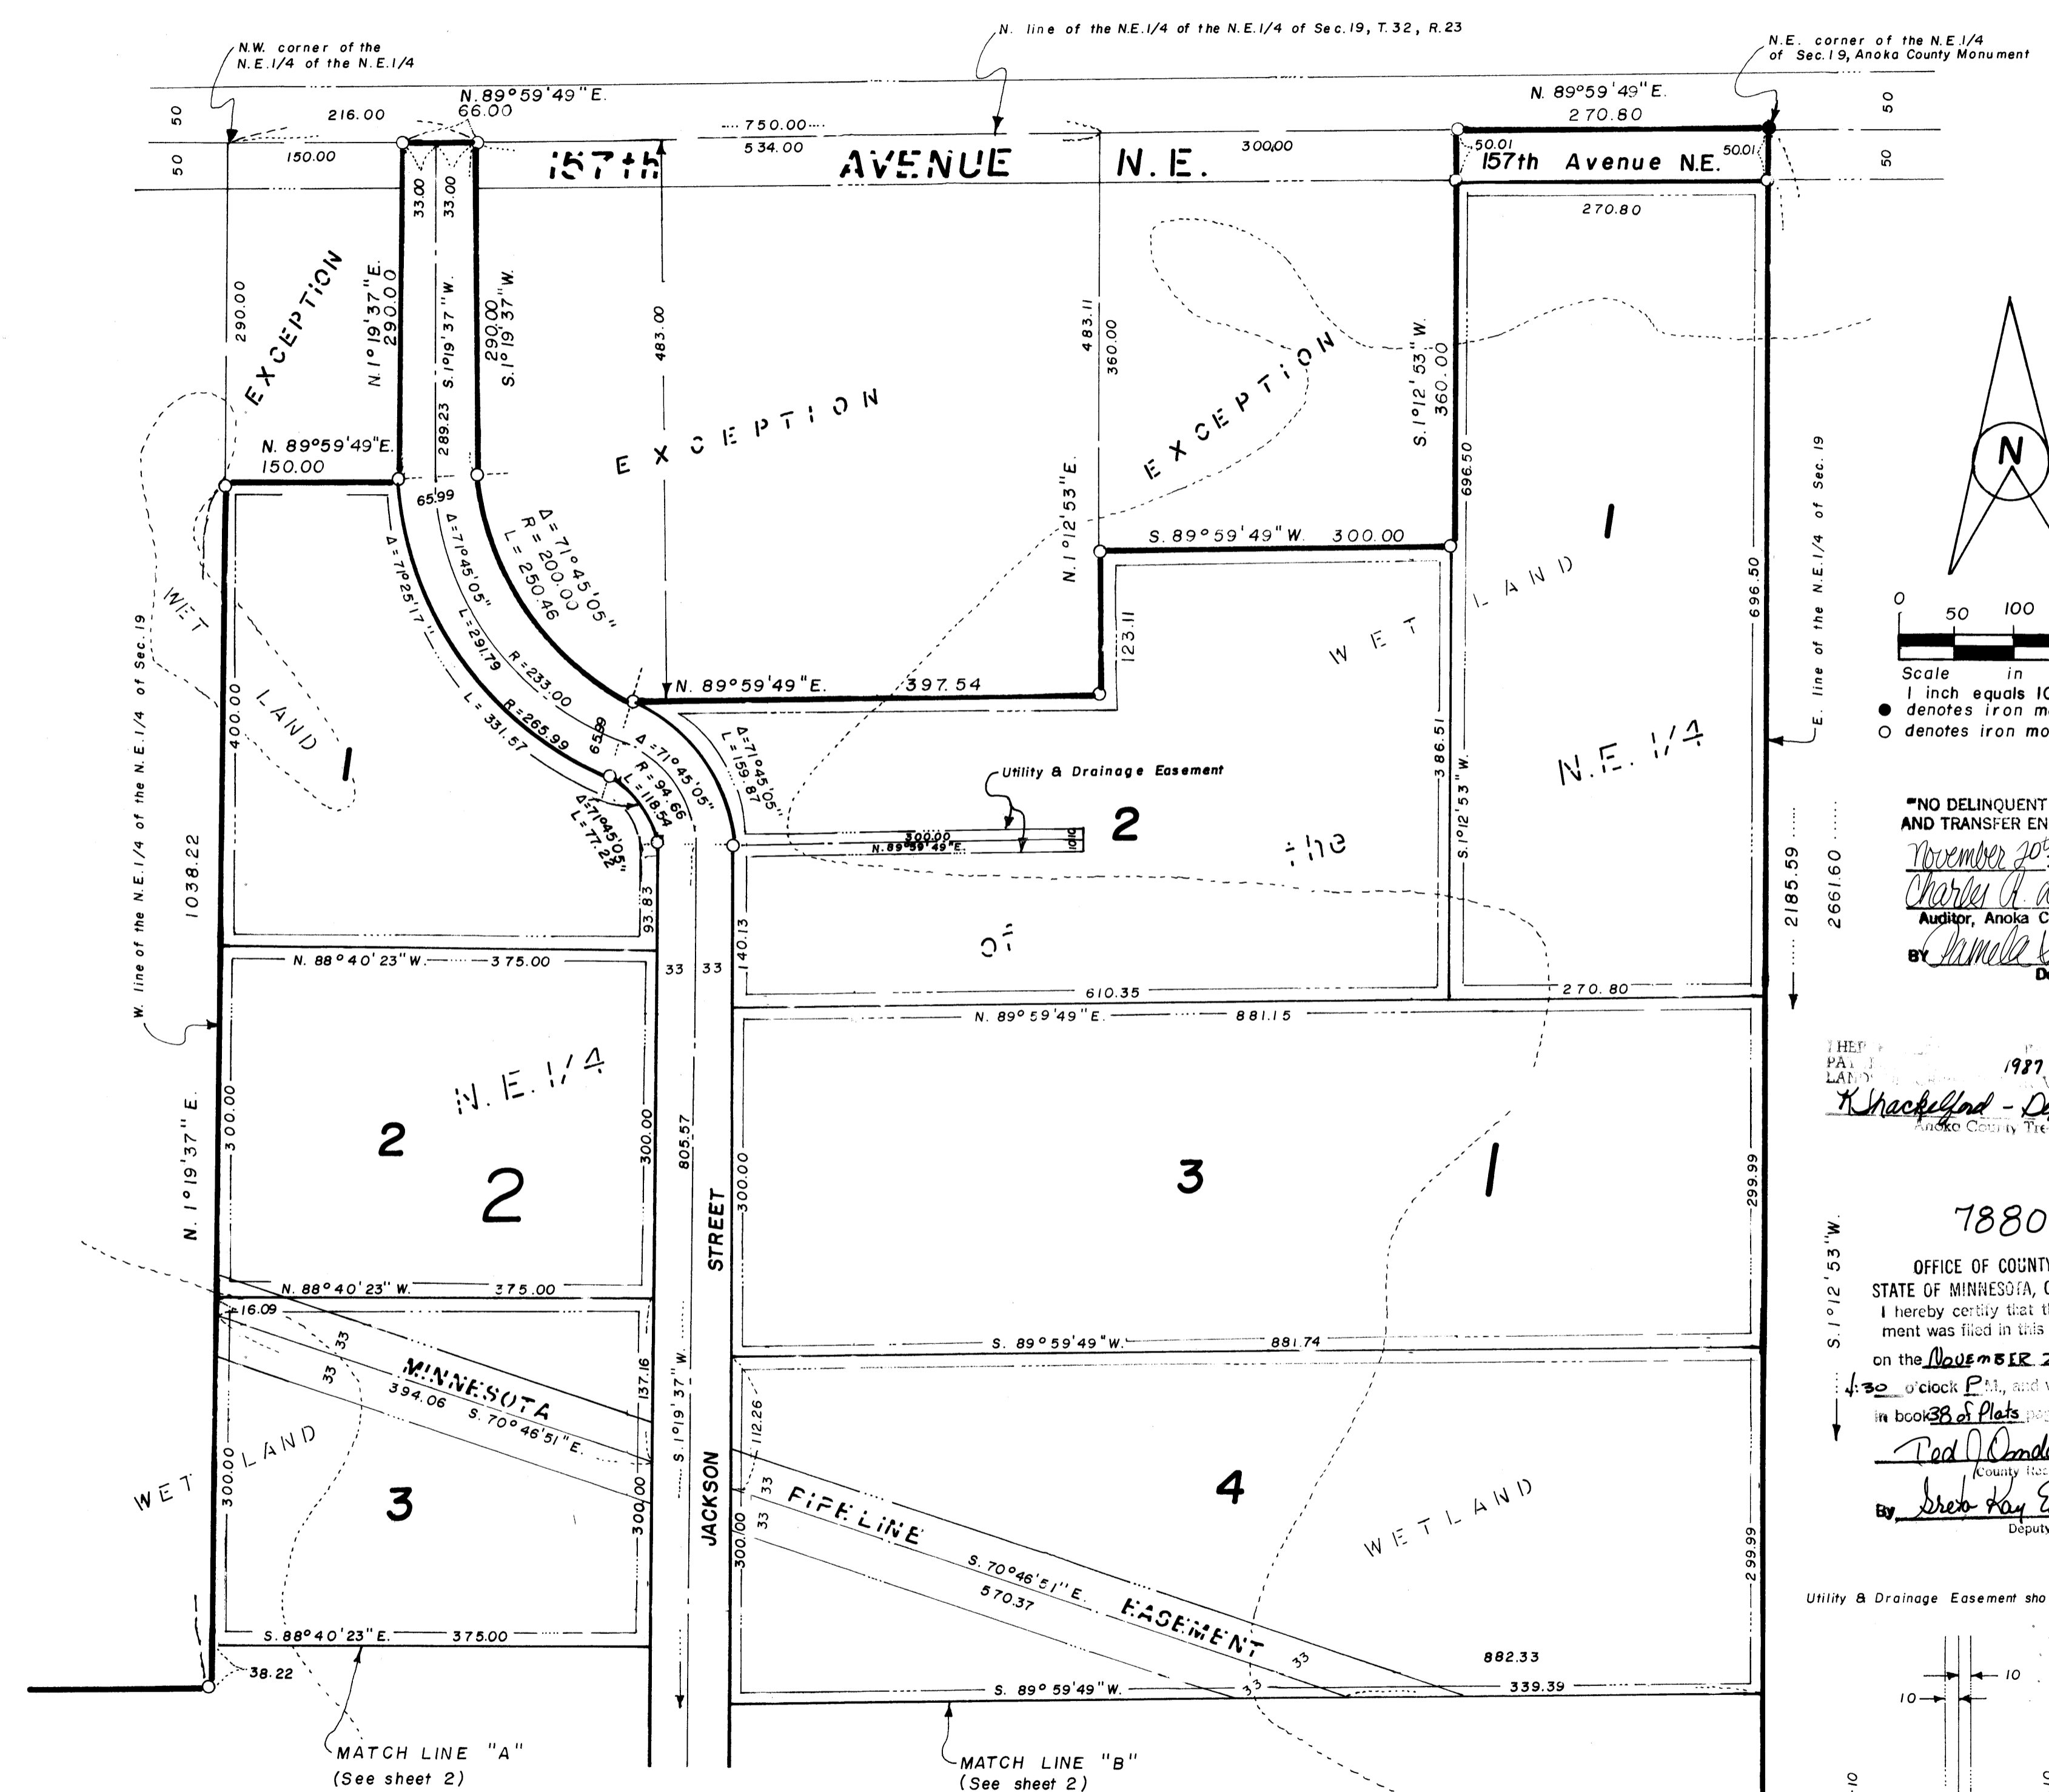 N. line of the N.E.1/4 of the N.E.1/4 of Sec.19, T.32, R.23
N.W. corner of the
N.E.1/4 of the N.E.1/4
N.E. corner of the N.E.1/4
of Sec.19, Anoka County Monument
N.89°59'49"E.
66.00
216.00
150.00
50
50
750.00
534.00
300.00
157th AVENUE N.E.
N. 89°59'49"E.
270.80
50.01
50.01
157th Avenue N.E.
270.80
50
50
33.00
33.00
290.00
EXCEPTION
N.1°19'37"E.
290.00
289.23
S.1°19'37"W.
290.00
S.1°19'37"W.
483.00
EXCEPTION
483.11
360.00
EXCEPTION
S.1°12'53"W.
360.00
696.50
N
N. 89°59'49"E.
150.00
65.99
Δ=71°45'05"
R=200.00
L=250.46
Δ=71°45'05"
L=291.79
R=233.00
Δ=71°25'17"
R=265.99
L=331.57
65.99
N.1°12'53"E.
S. 89°59'49"W. 300.00
1
WET LAND
696.50
E. line of the N.E.1/4 of Sec. 19
0 50 100
Scale in
1 inch equals
denotes iron
denotes iron
N. 89°59'49"E. 397.54
123.11
WET
LAND
1
400.00
W. line of the N.E.1/4 of the N.E.1/4 of Sec.19
1038.22
Δ=71°45'05"
L=159.87
Δ=71°45'05"
R=94.66
L=118.54
Δ=71°45'05"
L=77.22
93.83
Utility & Drainage Easement
300.00
N.89°59'49"E.
10
10
2
386.51
S.1°12'53"W.
N.E. 1/4
the
of
2185.59
2661.60
"NO DELINQUENT
AND TRANSFER
November
Charles A.
Auditor, Anoka
BY Pamela
N. 88°40'23"W. 375.00
33 33
140.13
610.35
270.80
N. 89°59'49"E. 881.15
N.E. 1/4
2
2
300.00
300.00
805.57
N. 1°19'37"E.
STREET
300.00
3
1
299.99
1987
K Shackelford
Anoka County
N. 88°40'23"W. 375.00
S. 89°59'49"W. 881.74
S.1°12'53"W.
7880
OFFICE OF COUNTY
STATE OF MINNESOTA,
I hereby certify that
ment was filed in this
on the NOVEMBER
4:30 o'clock P M., and
in book 38 of Plats
County
By Greta Kay
Deputy
16.09
33
33
MINNESOTA
394.06
S. 70°46'51"E.
137.16
WET LAND
3
300.00
300.00
S.1°19'37"W.
JACKSON
112.26
33
33
300.00
PIPELINE
S. 70°46'51"E.
570.37
EASEMENT
33
33
4
WETLAND
299.99
882.33
339.39
S. 89°59'49"W.
S. 88°40'23"E. 375.00
38.22
MATCH LINE "A"
(See sheet 2)
MATCH LINE "B"
(See sheet 2)
Utility & Drainage Easement
10
10
10
10